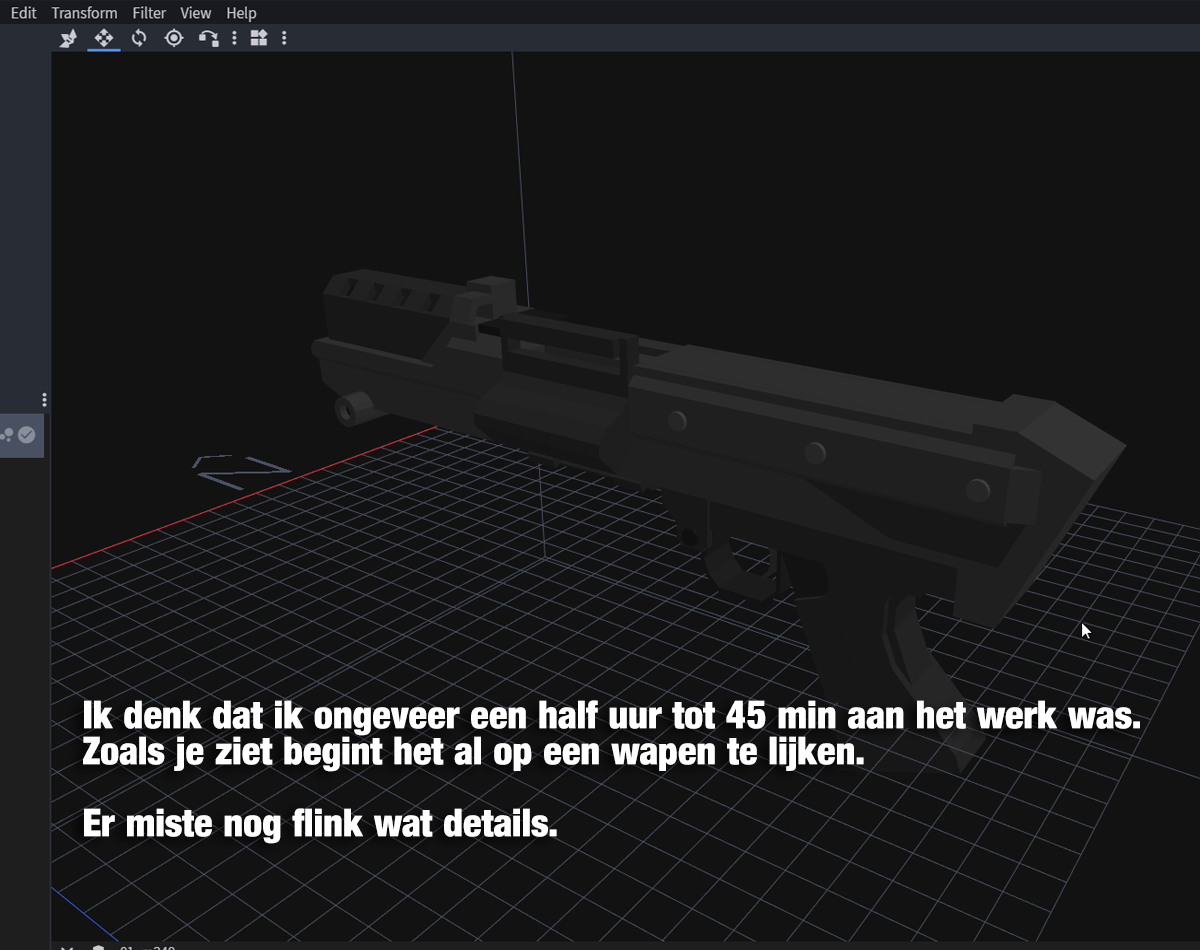 Edit Transform Filter View Help
Ik denk dat ik ongeveer een half uur tot 45 min aan het werk was.
Zoals je ziet begint het al op een wapen te lijken.
Er miste nog flink wat details.